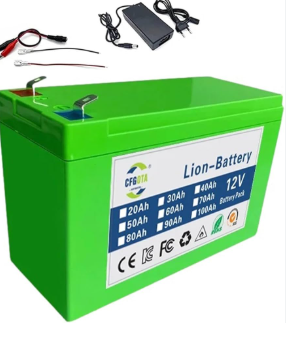 CFGOTA
Lion-Battery
20Ah 30Ah 40Ah 12V
50Ah 60Ah 70Ah Battery Pack
80Ah 90Ah 100Ah
CE FC